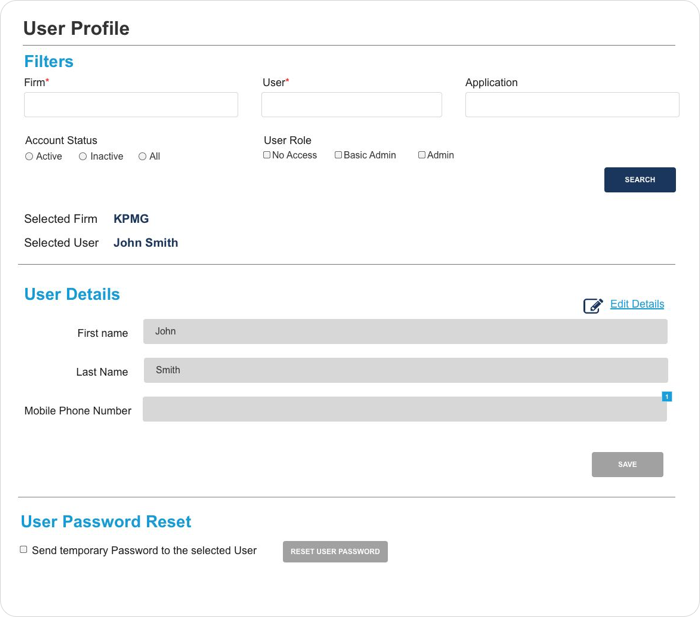 User Profile
Filters
Firm*
User*
Application
Account Status
Active Inactive All
User Role
No Access Basic Admin Admin
SEARCH
Selected Firm KPMG
Selected User John Smith
User Details
Edit Details
First name John
Last Name Smith
1
Mobile Phone Number
SAVE
User Password Reset
Send temporary Password to the selected User RESET USER PASSWORD